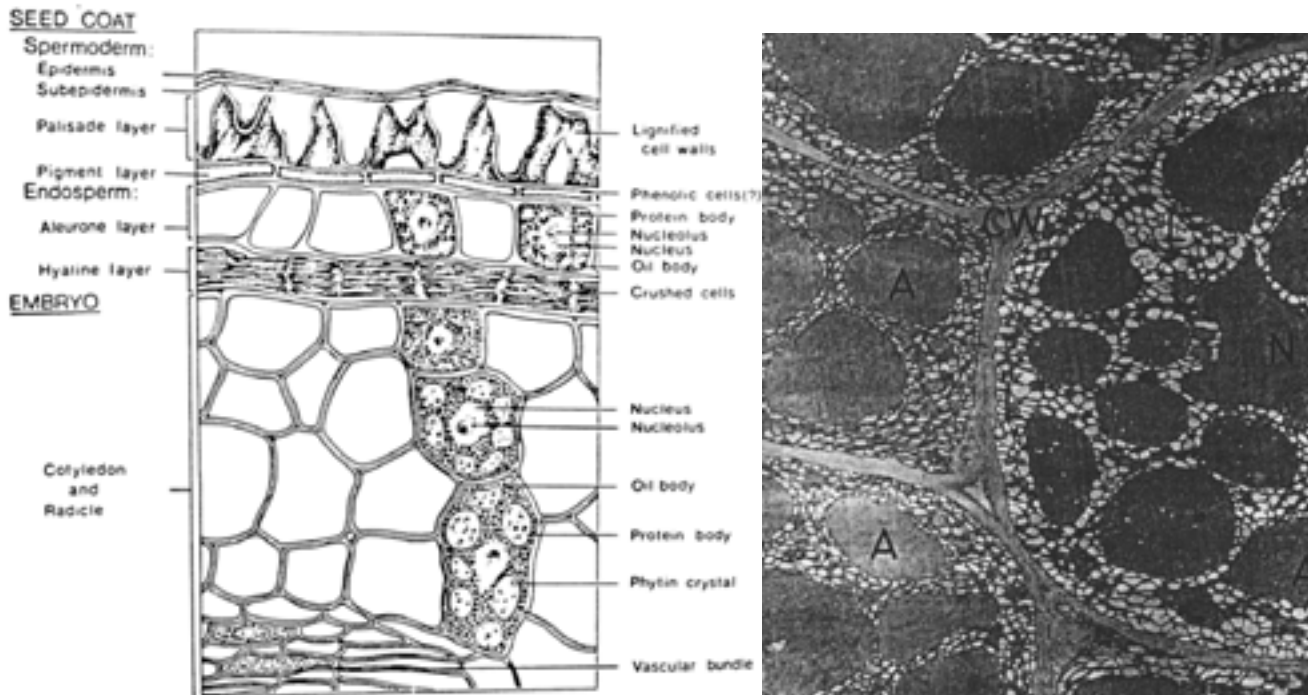 SEED COAT
Spermoderm:
Epidermis
Subepidermis
Palisade layer
Pigment layer
Endosperm:
Aleurone layer
Hyaline layer
EMBRYO
Cotyledon
and
Radicle
Lignified
cell walls
Phenolic cells(?)
Protein body
Nucleolus
Nucleus
Oil body
Crushed cells
Nucleus
Nucleolus
Oil body
Protein body
Phytin crystal
Vascular bundle
CW
L
A
N
A
A